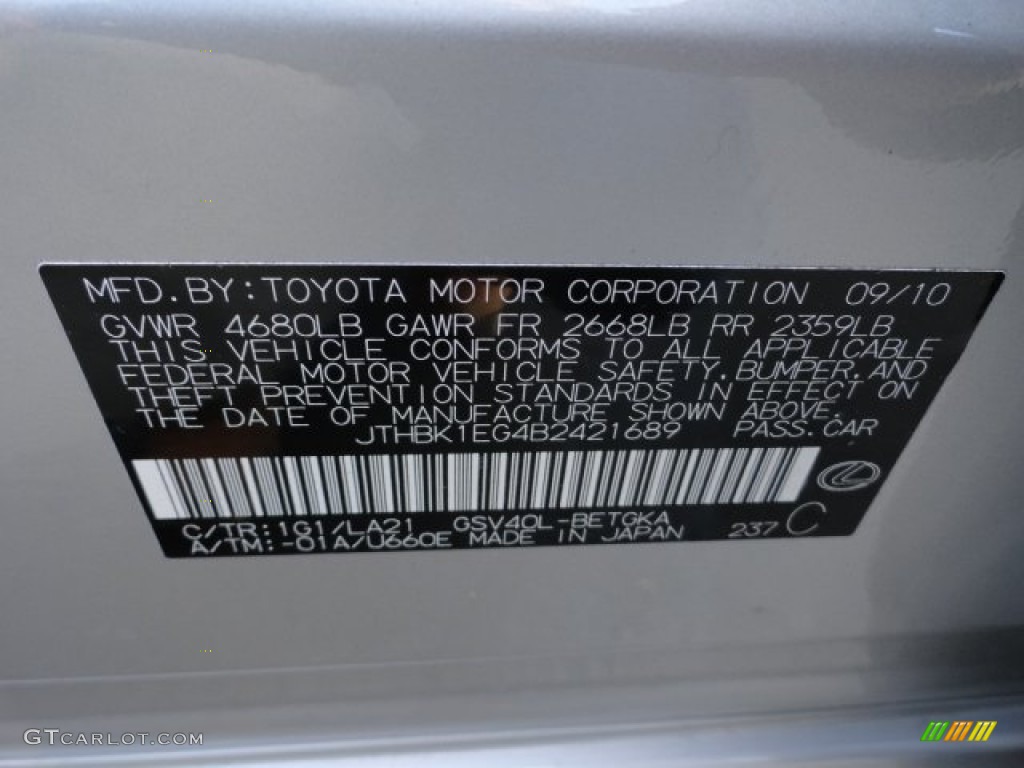 MFD.BY:TOYOTA MOTOR CORPORATION 09/10
GVWR 4680LB GAWR FR 2668LB RR 2359LB
THIS VEHICLE CONFORMS TO ALL APPLICABLE
FEDERAL MOTOR VEHICLE SAFETY,BUMPER,AND
THEFT PREVENTION STANDARDS IN EFFECT ON
THE DATE OF MANUFACTURE SHOWN ABOVE.
JTHBK1EG4B2421689 PASS.CAR
C/TR:1G1/LA21 GSV40L-BETGKA
A/TM:-01A/U660E MADE IN JAPAN 237 C
GTCARLOT.COM